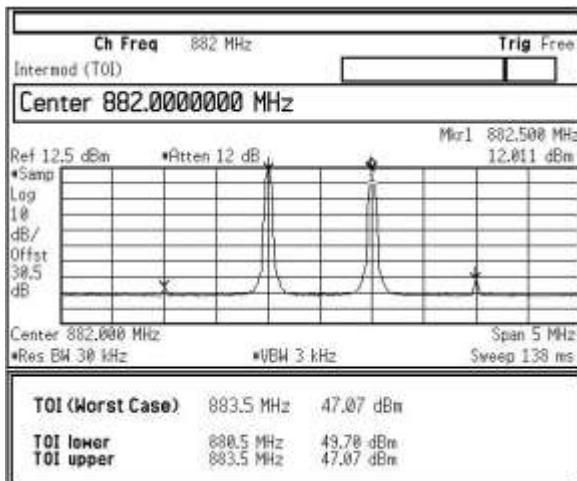 Ch Freq 882 MHz Trig Free
Intermod (TOI)
Center 882.0000000 MHz
Mkr1 882.500 MHz
Ref 12.5 dBm *Atten 12 dB 12.011 dBm
*Samp
Log
10
dB/
Offst
30.5
dB
1
Center 882.000 MHz Span 5 MHz
*Res BW 30 kHz *VBW 3 kHz Sweep 138 ms
TOI (Worst Case) 883.5 MHz 47.07 dBm
TOI lower 880.5 MHz 49.70 dBm
TOI upper 883.5 MHz 47.07 dBm